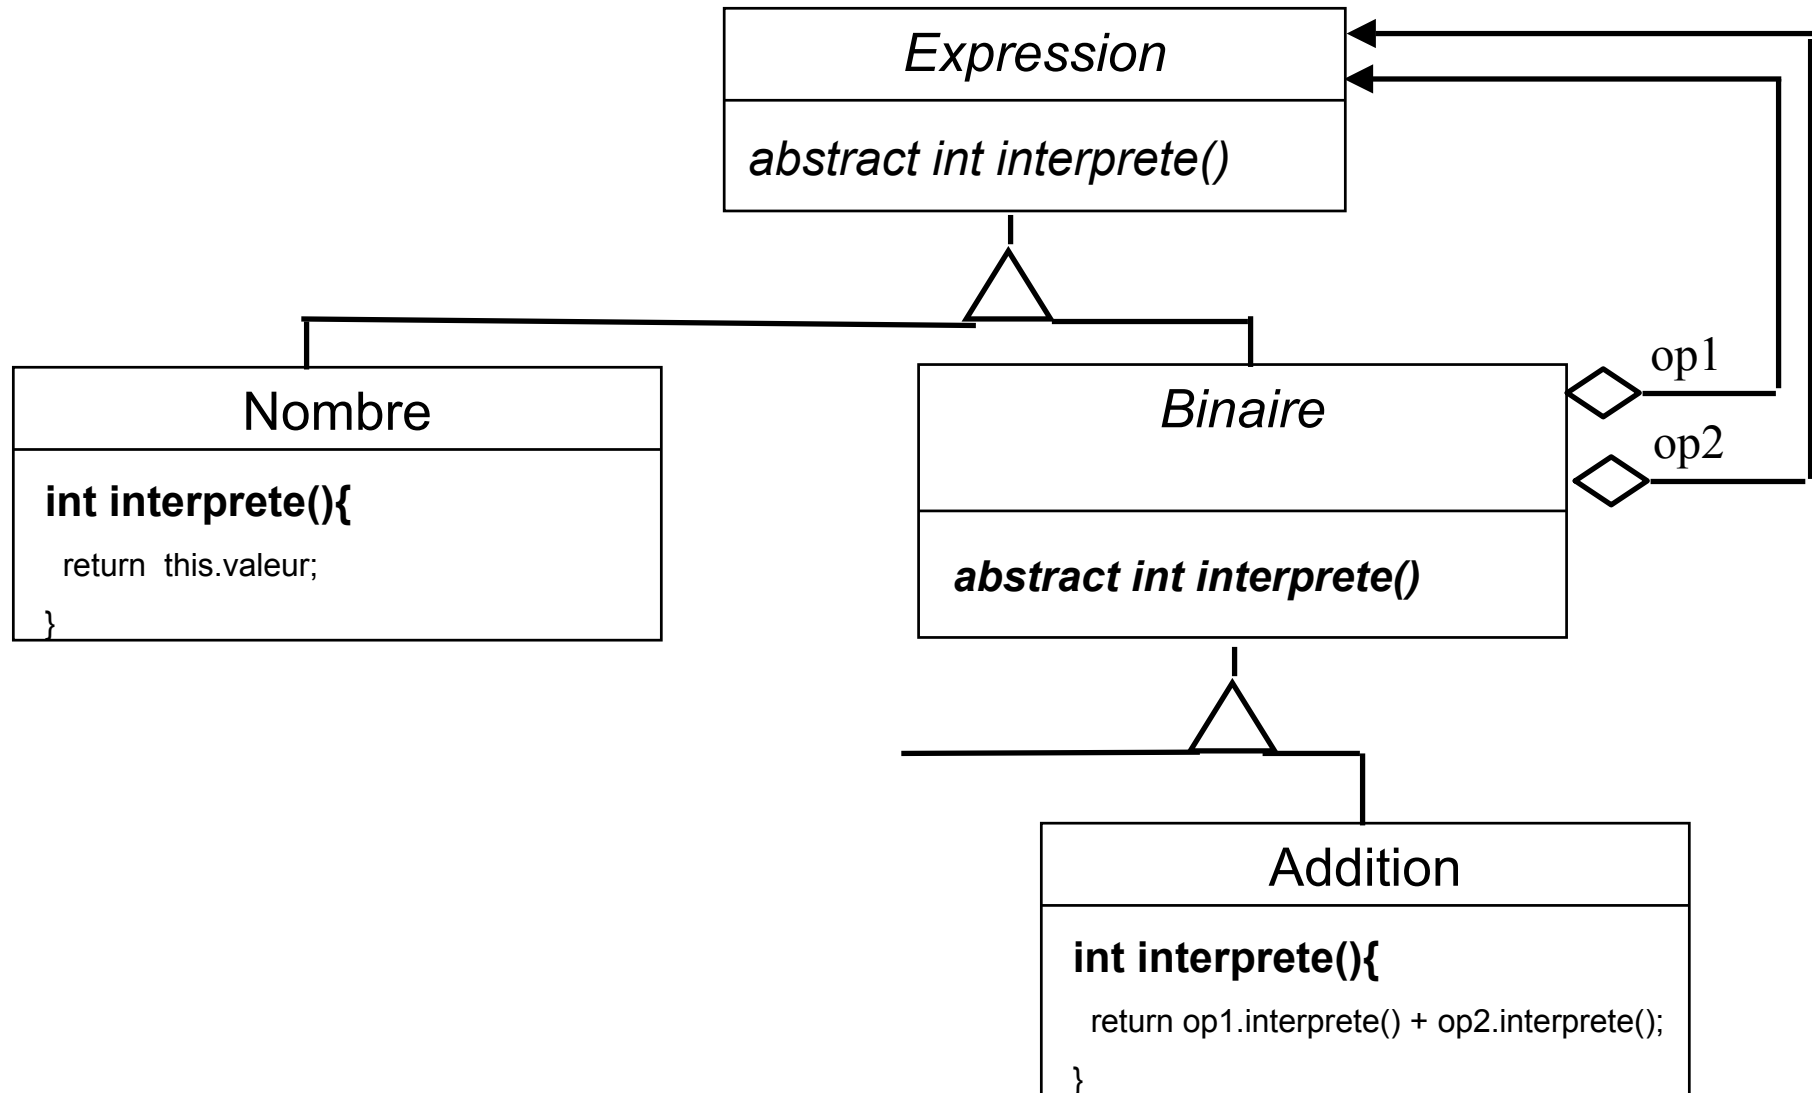 Expression
abstract int interprete()
Nombre
int interprete(){
return this.valeur;
}
Binaire
abstract int interprete()
op1
op2
Addition
int interprete(){
return op1.interprete() + op2.interprete();
}